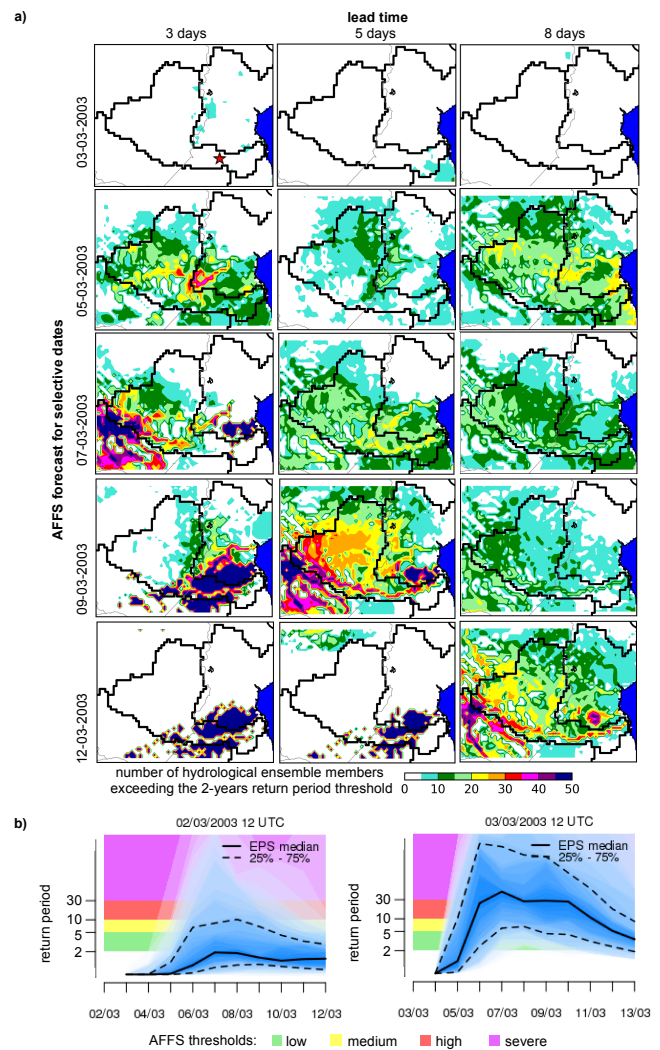 a)
lead time
3 days
5 days
8 days
AFFS forecast for selective dates
03-03-2003
05-03-2003
07-03-2003
09-03-2003
12-03-2003
number of hydrological ensemble members
exceeding the 2-years return period threshold
0 10 20 30 40 50
b)
02/03/2003 12 UTC
EPS median
25% - 75%
return period
30
10
5
2
02/03 04/03 06/03 08/03 10/03 12/03
03/03/2003 12 UTC
EPS median
25% - 75%
return period
30
10
5
2
03/03 05/03 07/03 09/03 11/03 13/03
AFFS thresholds: low medium high severe